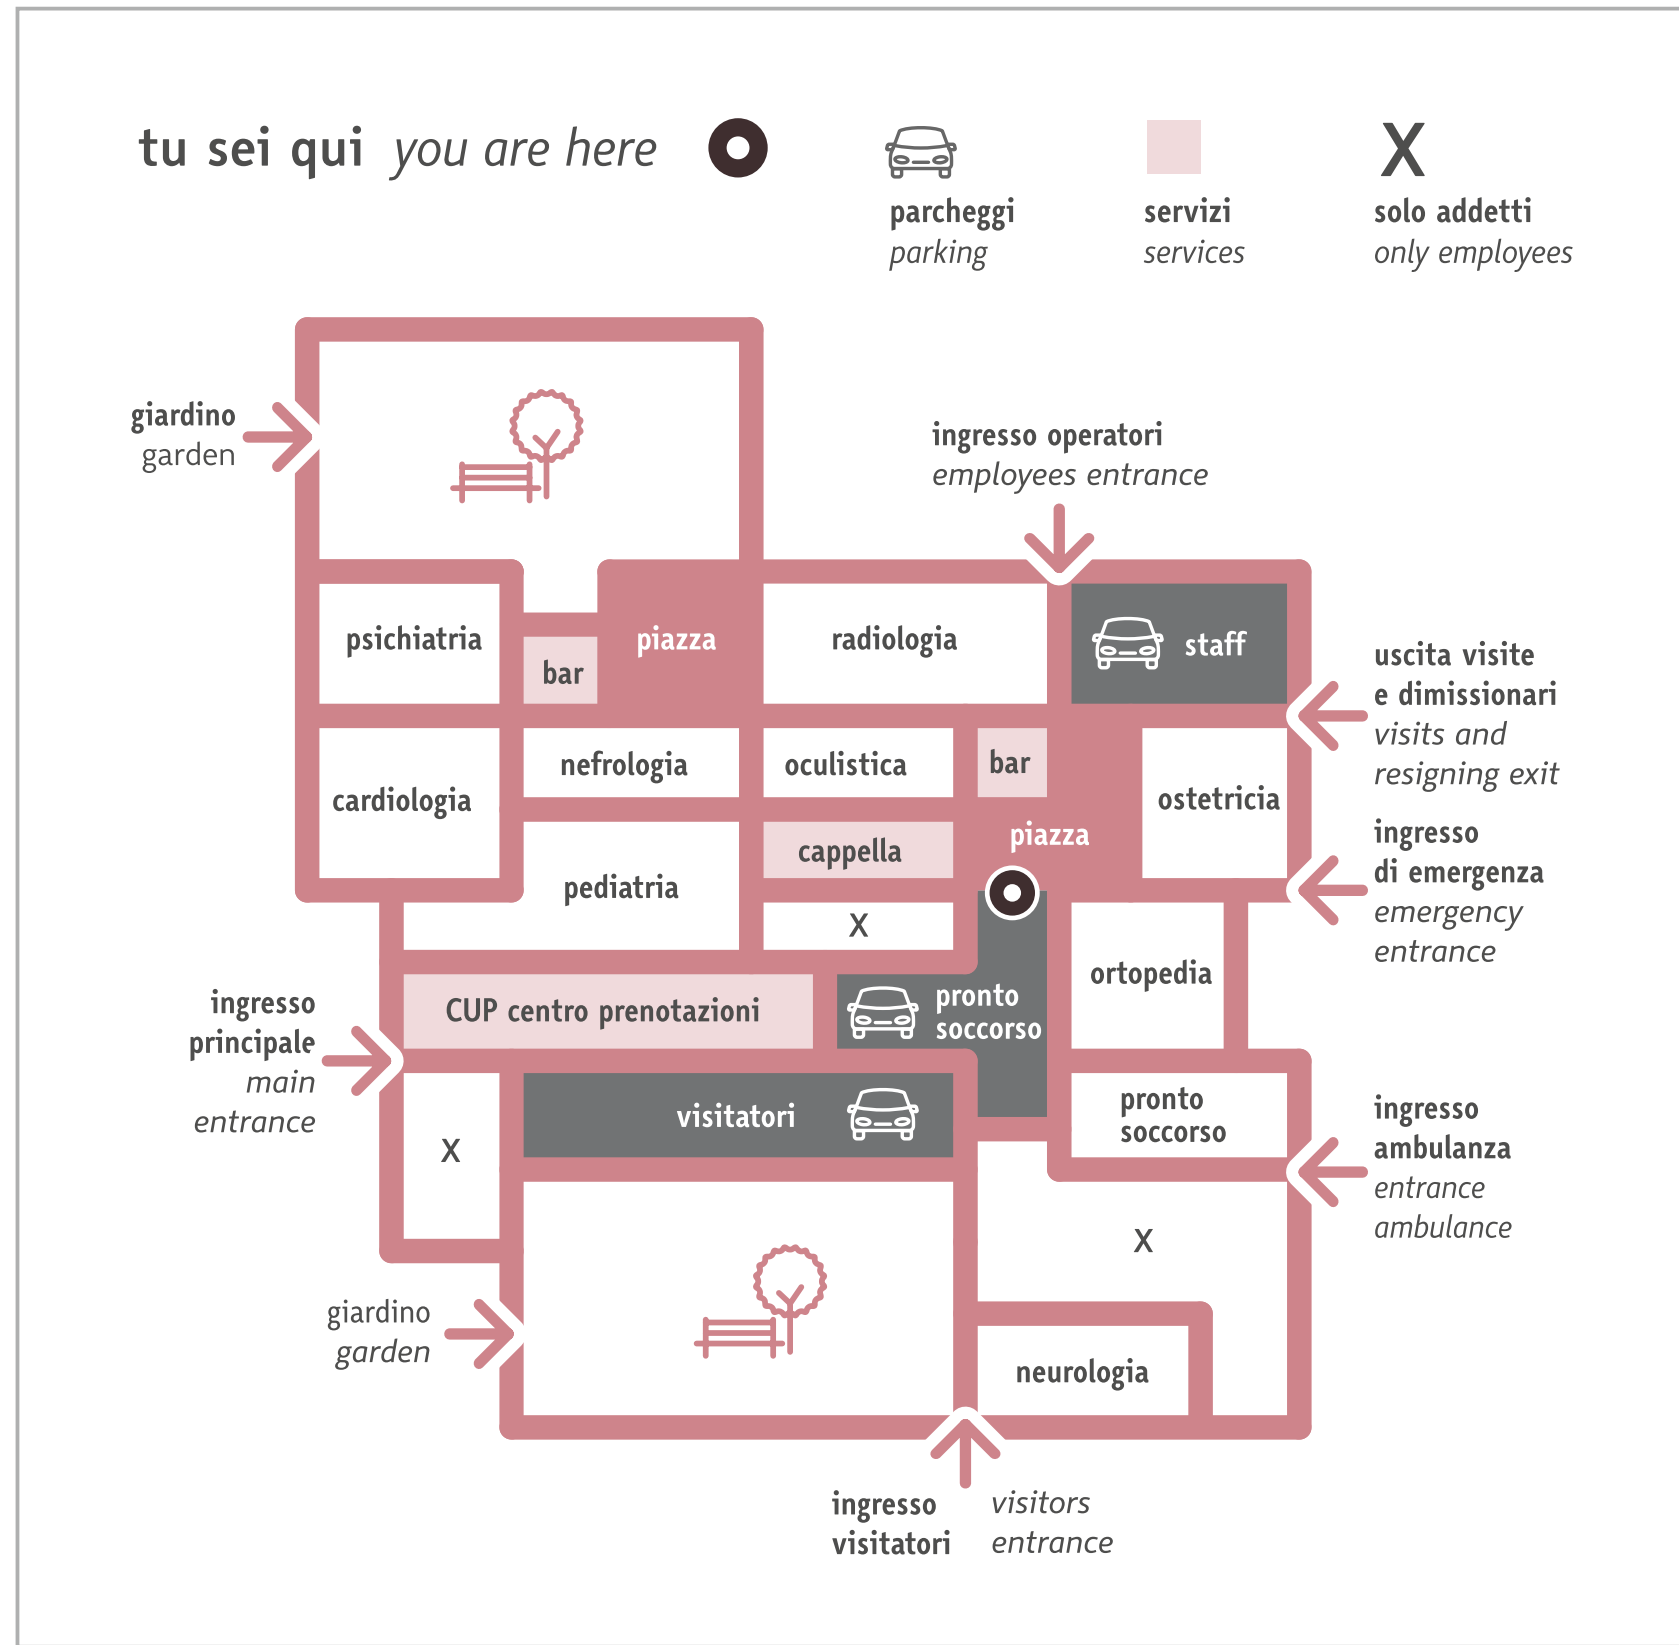 tu sei qui you are here
parcheggi
parking
servizi
services
X
solo addetti
only employees
giardino
garden
ingresso operatori
employees entrance
psichiatria
bar
piazza
radiologia
staff
uscita visite
e dimissionari
visits and
resigning exit
cardiologia
nefrologia
oculistica
bar
piazza
ostetricia
cappella
pediatria
X
ingresso
di emergenza
emergency
entrance
ortopedia
ingresso
principale
main
entrance
CUP centro prenotazioni
pronto
soccorso
X
visitatori
pronto
soccorso
ingresso
ambulanza
entrance
ambulance
X
giardino
garden
neurologia
ingresso
visitatori
visitors
entrance